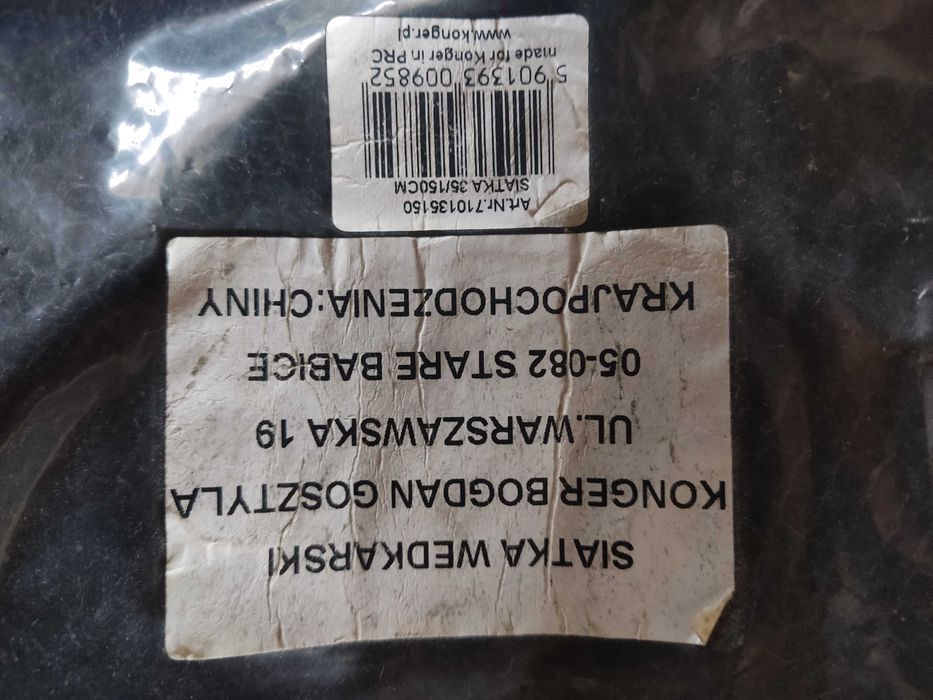 SIATKA WEDKARSKI
KONGER BOGDAN GOSZTYLA
UL.WARSZAWSKA 19
05-082 STARE BABICE
KRAJPOCHODZENIA:CHINY
Art.Nr.710135150
SIATKA 35/150CM
5 901393 009852
made for Konger in PRC
www.konger.pl